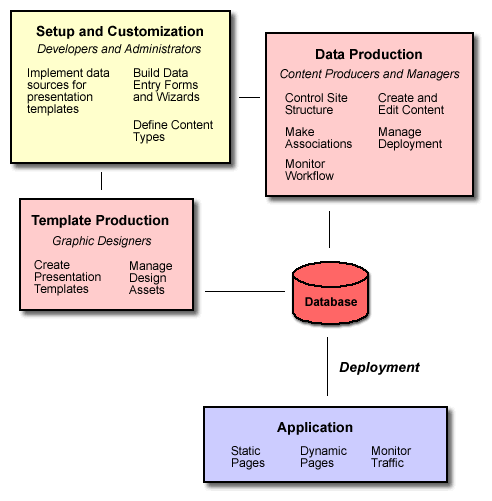 Setup and Customization
Developers and Administrators
Implement data
sources for
presentation
templates
Build Data
Entry Forms
and Wizards
Define Content
Types
Data Production
Content Producers and Managers
Control Site
Structure
Make
Associations
Monitor
Workflow
Create and
Edit Content
Manage
Deployment
Template Production
Graphic Designers
Create
Presentation
Templates
Manage
Design
Assets
Database
Deployment
Application
Static
Pages
Dynamic
Pages
Monitor
Traffic